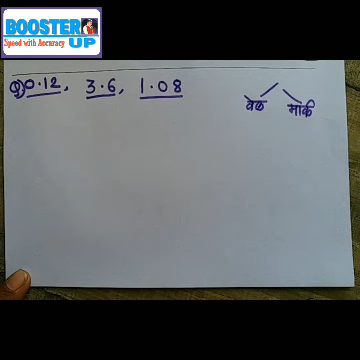 BOOSTER
Speed with Accuracy UP
Q) 0.12, 3.6, 1.08
वेळ मार्क